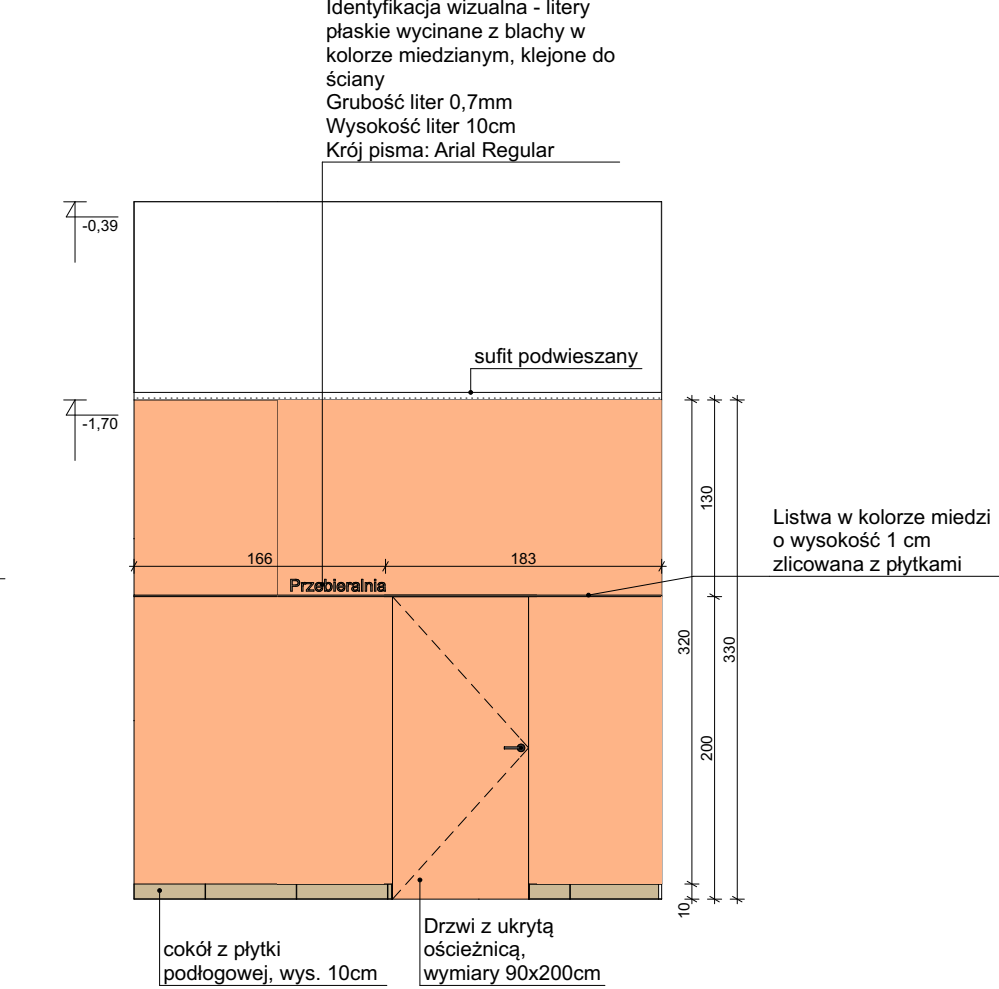 Identyfikacja wizualna - litery
płaskie wycinane z blachy w
kolorze miedzianym, klejone do
ściany
Grubość liter 0,7mm
Wysokość liter 10cm
Krój pisma: Arial Regular
-0,39
sufit podwieszany
-1,70
130
Listwa w kolorze miedzi
o wysokość 1 cm
zlicowana z płytkami
166
183
Przebieralnia
320
330
200
10
cokół z płytki
podłogowej, wys. 10cm
Drzwi z ukrytą
ościeżnicą,
wymiary 90x200cm